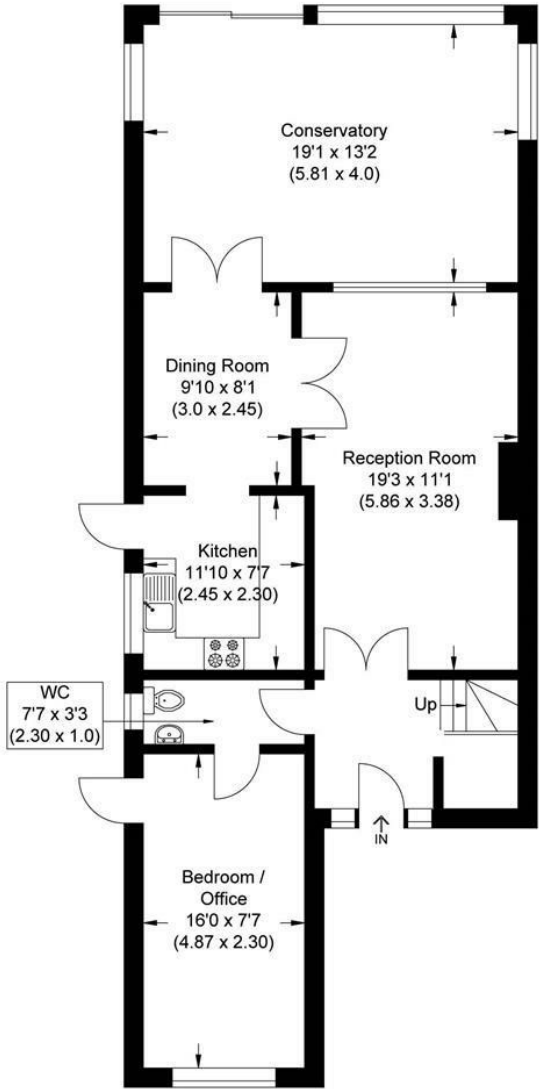 Conservatory
19'1 x 13'2
(5.81 x 4.0)
Dining Room
9'10 x 8'1
(3.0 x 2.45)
Reception Room
19'3 x 11'1
(5.86 x 3.38)
Kitchen
11'10 x 7'7
(2.45 x 2.30)
WC
7'7 x 3'3
(2.30 x 1.0)
Up
IN
Bedroom /
Office
16'0 x 7'7
(4.87 x 2.30)